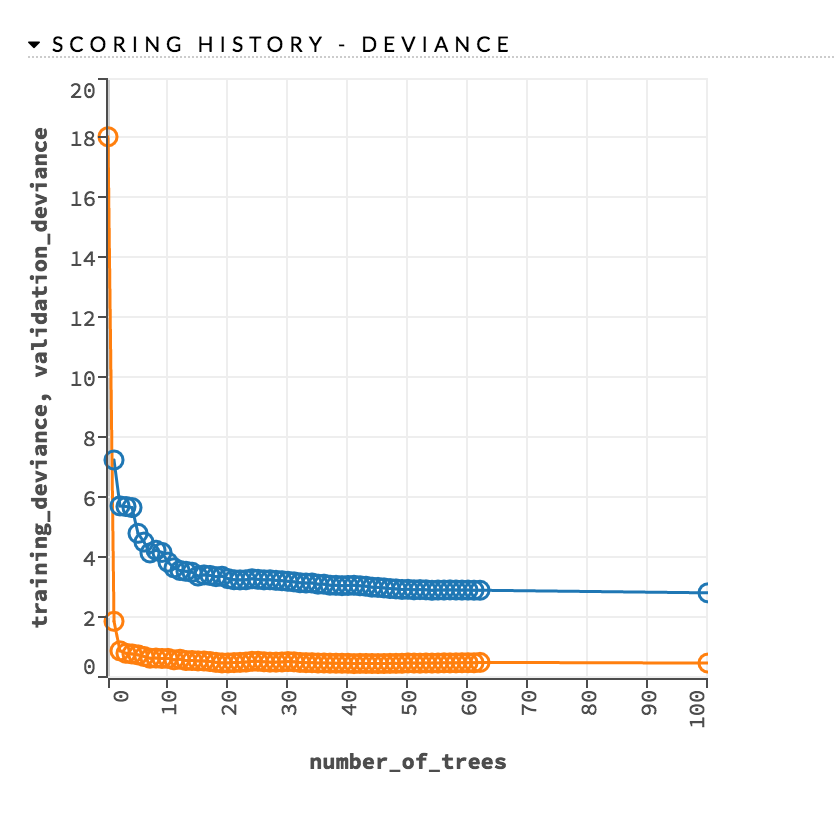 SCORING HISTORY - DEVIANCE
training_deviance, validation_deviance
20
18
16
14
12
10
8
6
4
2
0
0 10 20 30 40 50 60 70 80 90 100
number_of_trees